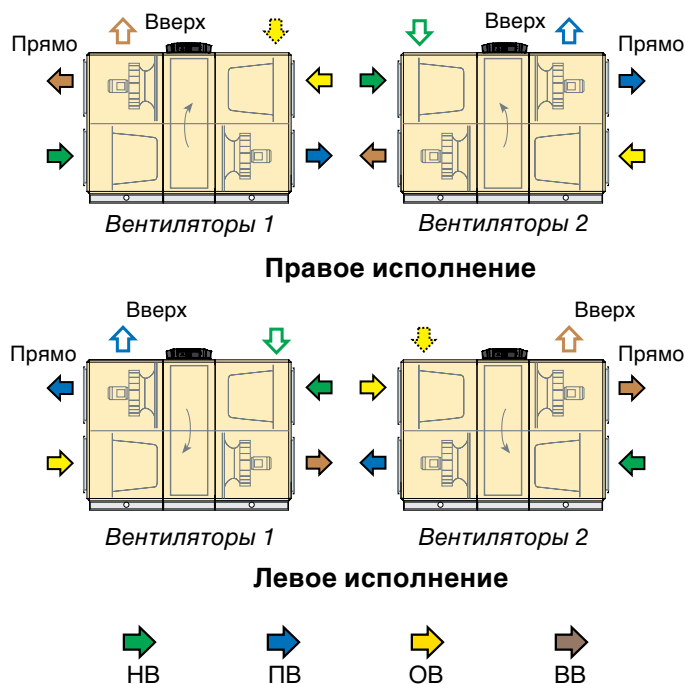 Вверх
Вверх
Прямо
Прямо
Вентиляторы 1
Вентиляторы 2
Правое исполнение
Вверх
Вверх
Прямо
Прямо
Вентиляторы 1
Вентиляторы 2
Левое исполнение
НВ
ПВ
ОВ
ВВ